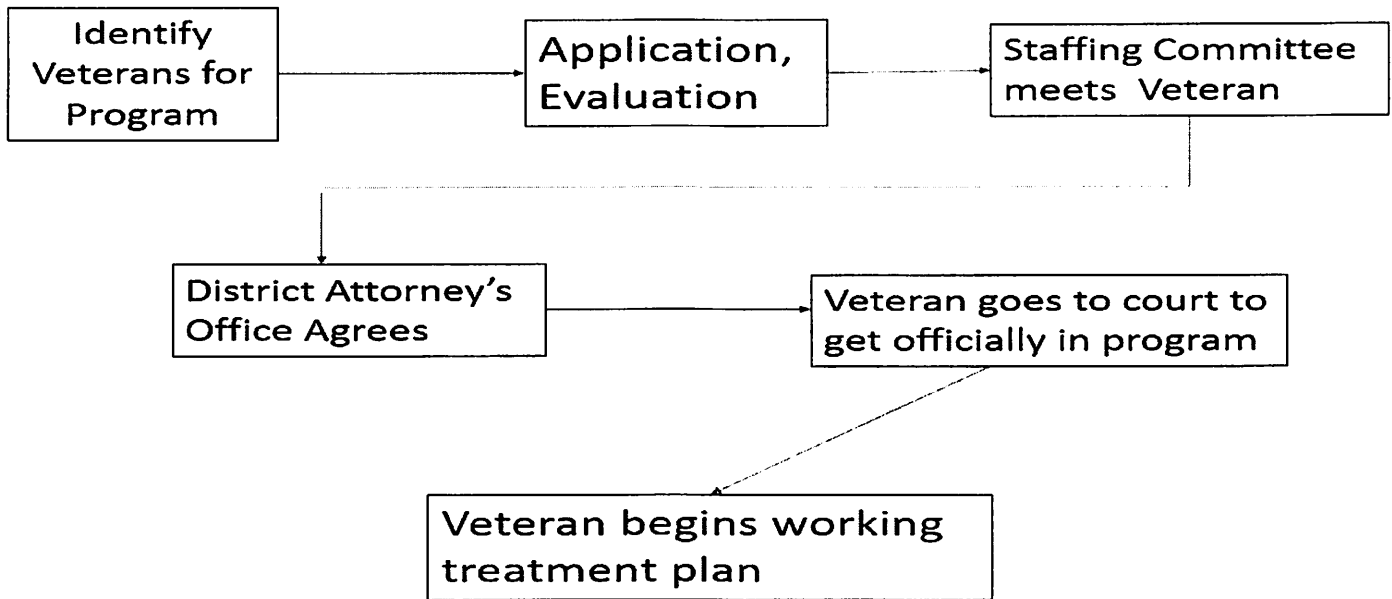 Identify
Veterans for
Program
Application,
Evaluation
Staffing Committee
meets Veteran
District Attorney's
Office Agrees
Veteran goes to court to
get officially in program
Veteran begins working
treatment plan